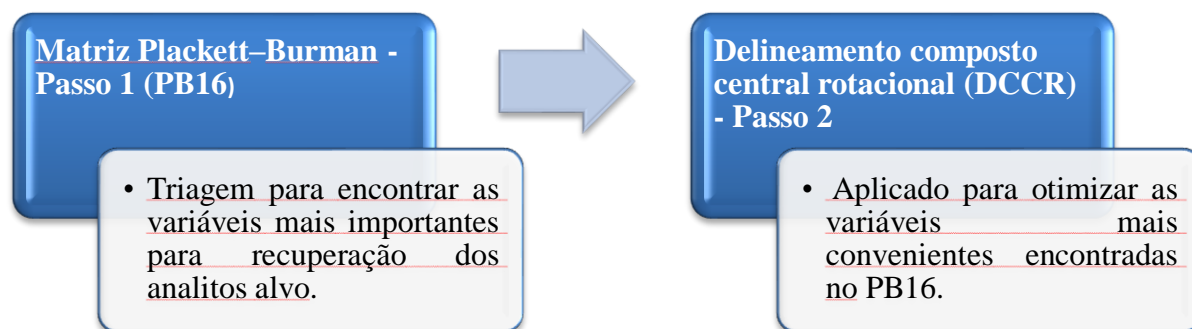 Matriz Plackett–Burman -
Passo 1 (PB16)
• Triagem para encontrar as
variáveis mais importantes
para recuperação dos
analitos alvo.
Delineamento composto
central rotacional (DCCR)
- Passo 2
• Aplicado para otimizar as
variáveis mais
convenientes encontradas
no PB16.